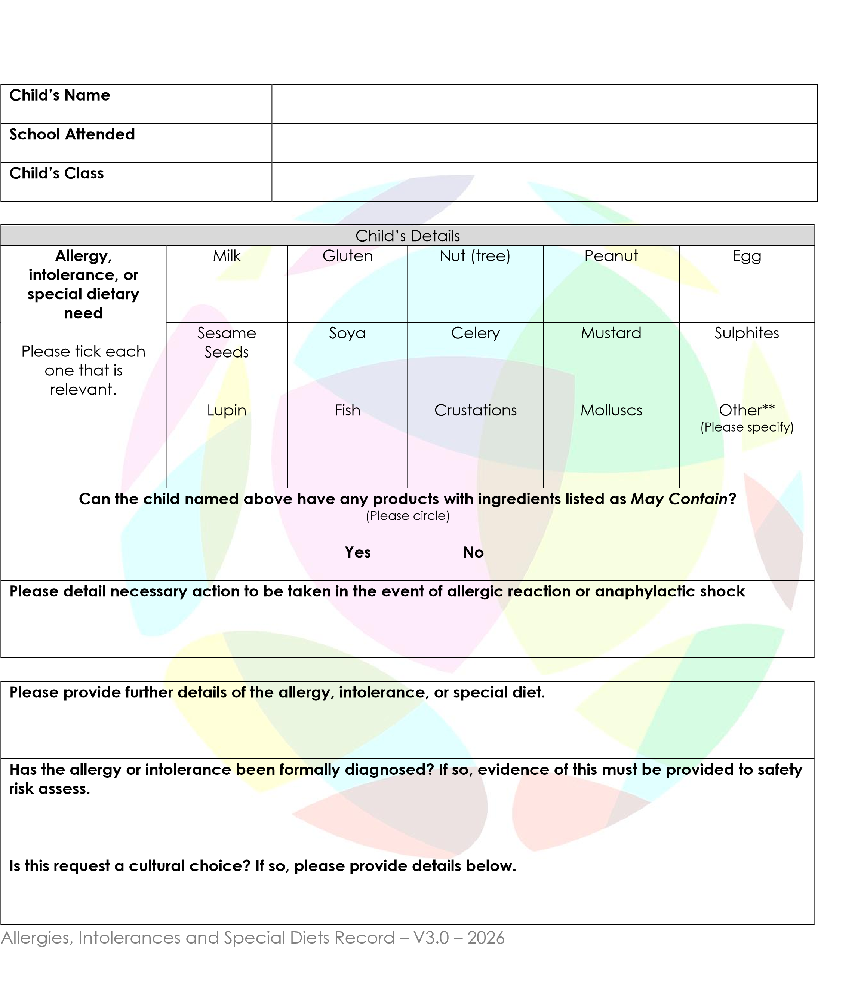 Child’s Name
School Attended
Child’s Class
Child’s Details
Allergy,
intolerance, or
special dietary
need
Please tick each
one that is
relevant.
Milk
Gluten
Nut (tree)
Peanut
Egg
Sesame
Seeds
Soya
Celery
Mustard
Sulphites
Lupin
Fish
Crustations
Molluscs
Other**
(Please specify)
Can the child named above have any products with ingredients listed as May Contain?
(Please circle)
Yes No
Please detail necessary action to be taken in the event of allergic reaction or anaphylactic shock
Please provide further details of the allergy, intolerance, or special diet.
Has the allergy or intolerance been formally diagnosed? If so, evidence of this must be provided to safety
risk assess.
Is this request a cultural choice? If so, please provide details below.
Allergies, Intolerances and Special Diets Record – V3.0 – 2026